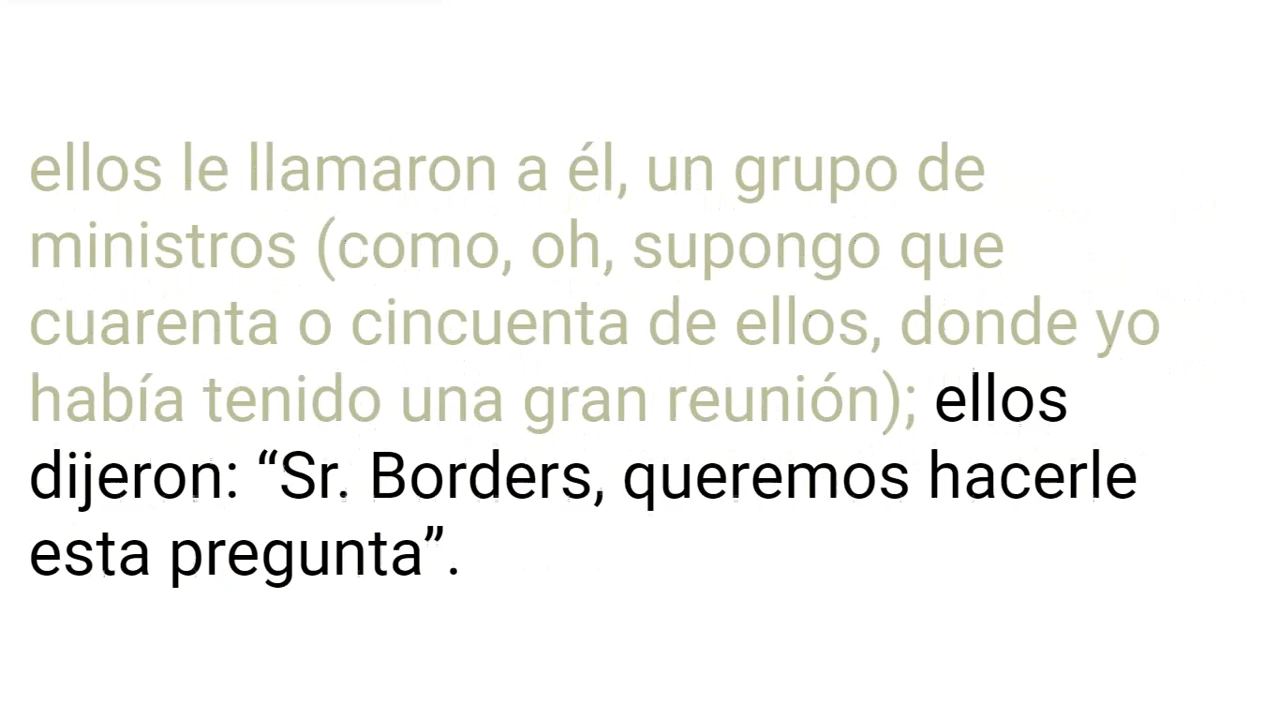 ellos le llamaron a él, un grupo de
ministros (como, oh, supongo que
cuarenta o cincuenta de ellos, donde yo
había tenido una gran reunión); ellos
dijeron: “Sr. Borders, queremos hacerle
esta pregunta”.